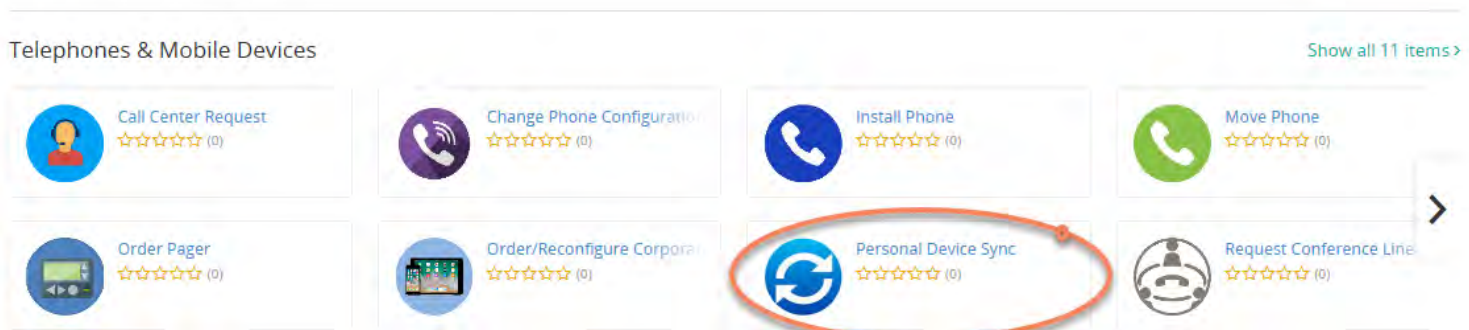 Telephones & Mobile Devices
Show all 11 items >
Call Center Request
(0)
Change Phone Configuration
(0)
Install Phone
(0)
Move Phone
(0)
Order Pager
(0)
Order/Reconfigure Corpora
(0)
Personal Device Sync
(0)
Request Conference Line
(0)